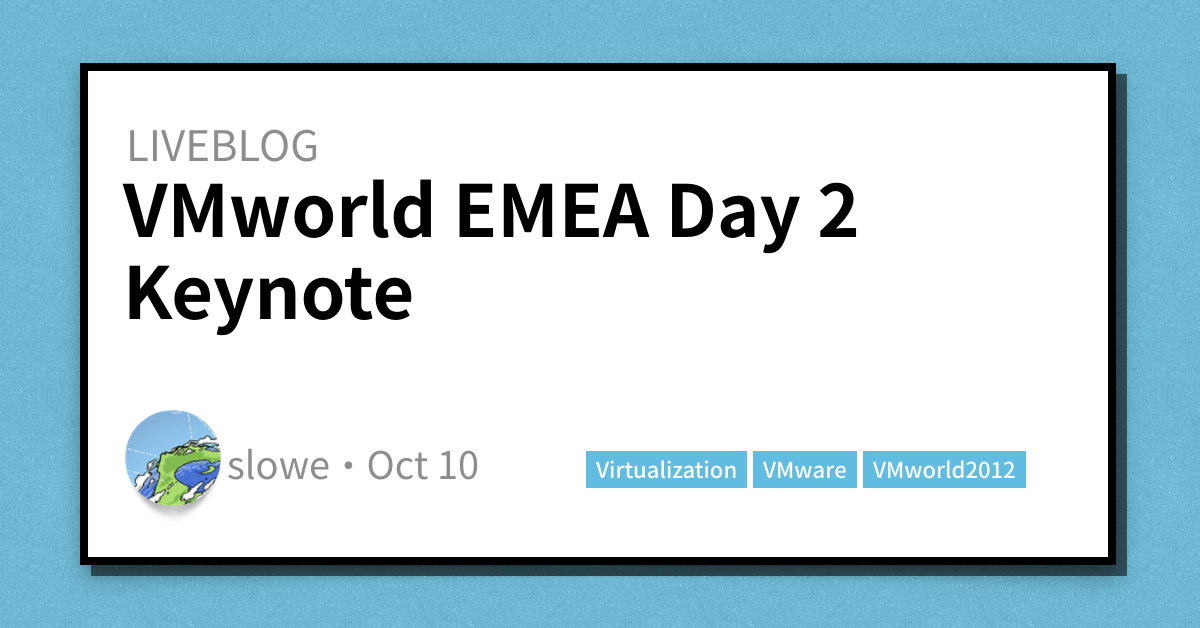 LIVEBLOG
VMworld EMEA Day 2
Keynote
slowe • Oct 10
Virtualization VMware VMworld2012